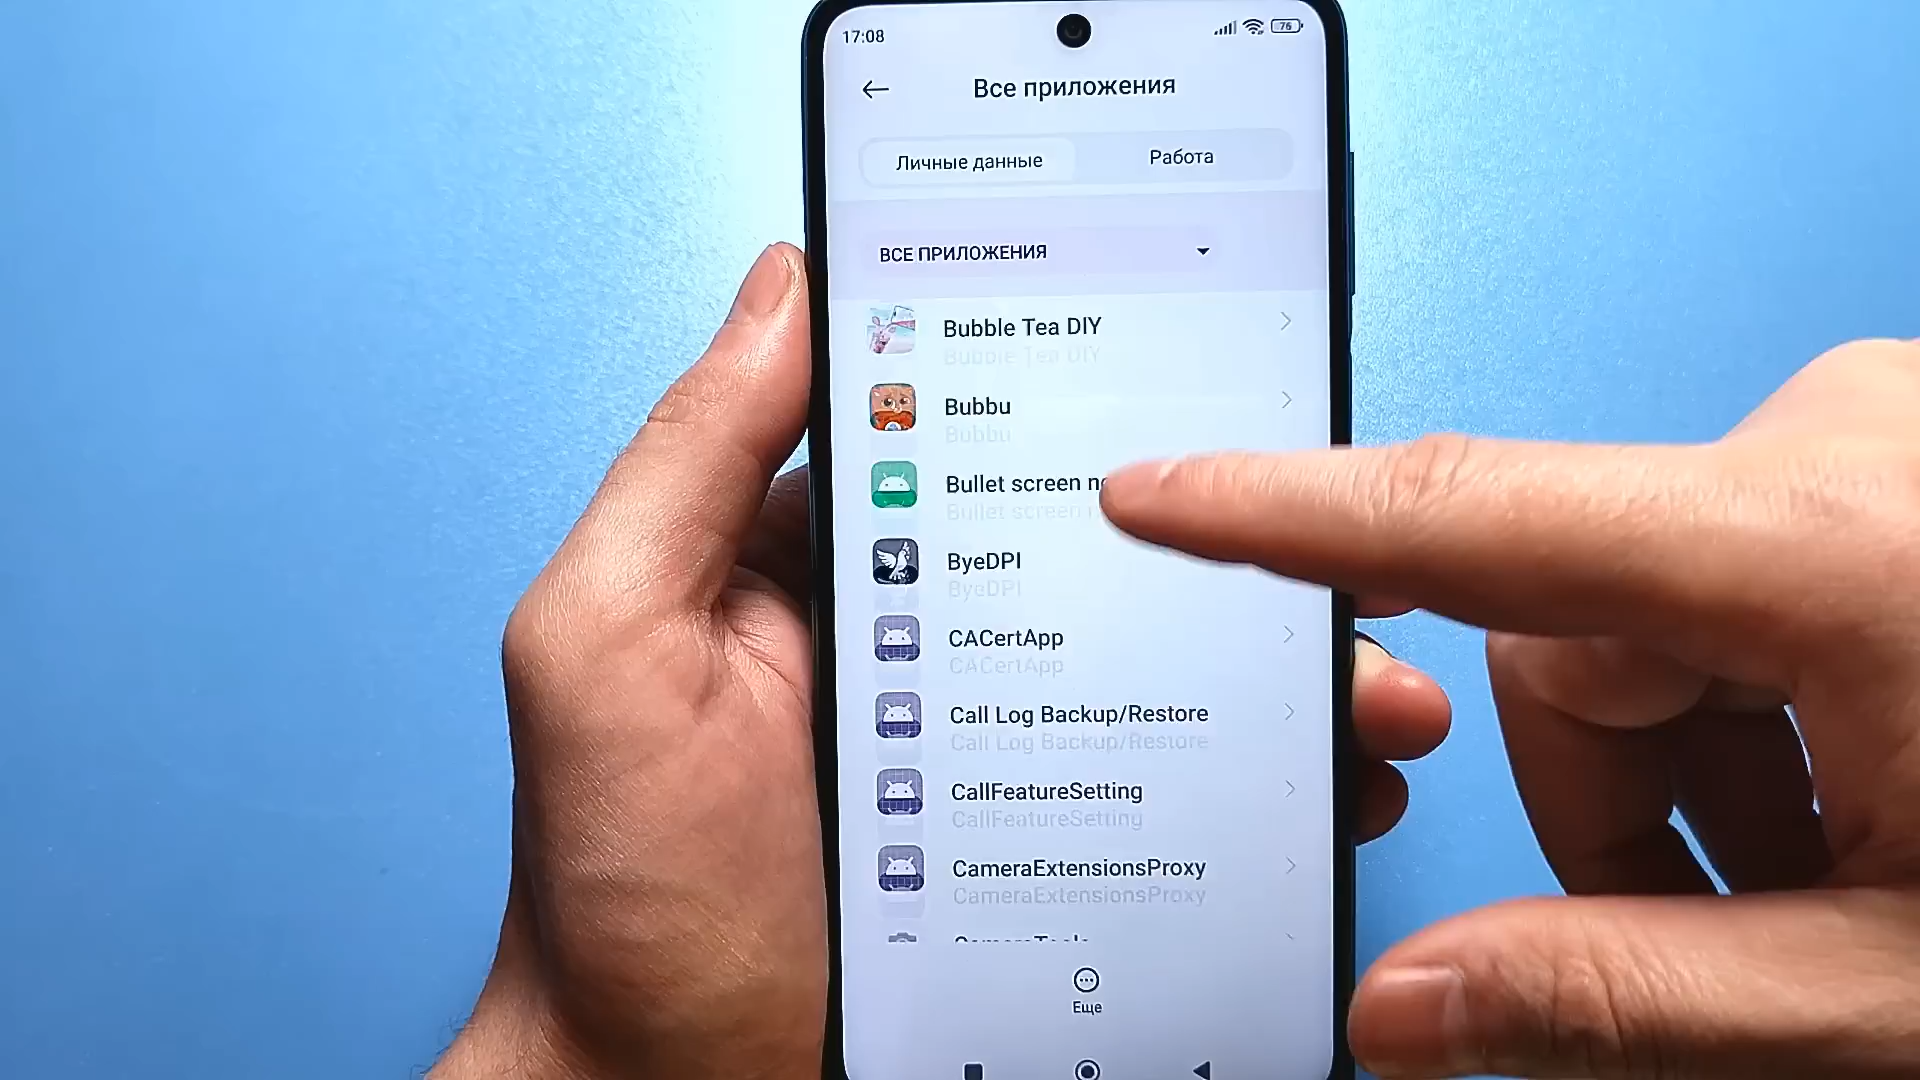 17:08
76
Все приложения
Личные данные
Работа
ВСЕ ПРИЛОЖЕНИЯ
Bubble Tea DIY
Bubble Tea DIY
Bubbu
Bubbu
Bullet screen
Bullet screen
ByeDPI
ByeDPI
CACertApp
CACertApp
Call Log Backup/Restore
Call Log Backup/Restore
CallFeatureSetting
CallFeatureSetting
CameraExtensionsProxy
CameraExtensionsProxy
Еще